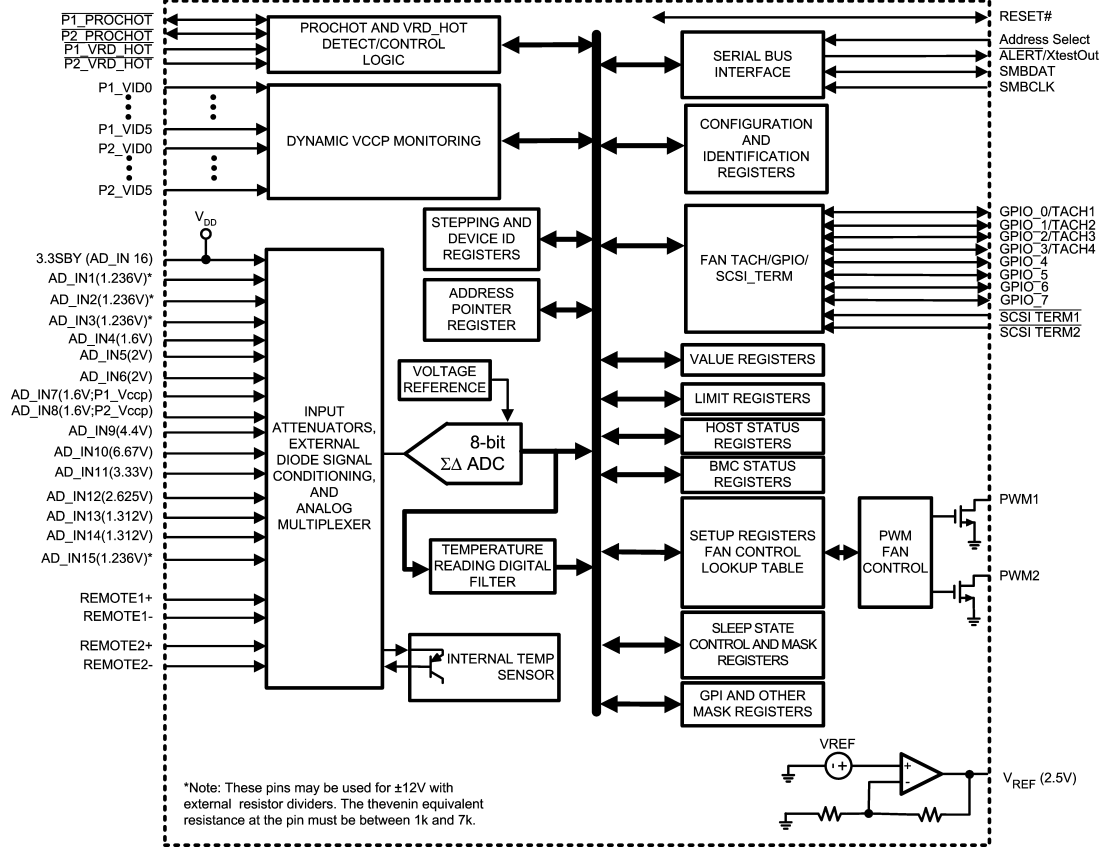 P1_PROCHOT
P2_PROCHOT
P1_VRD_HOT
P2_VRD_HOT
P1_VID0
P1_VID5
P2_VID0
P2_VID5
PROCHOT AND VRD_HOT
DETECT/CONTROL
LOGIC
DYNAMIC VCCP MONITORING
VDD
3.3SBY (AD_IN 16)
AD_IN1(1.236V)*
AD_IN2(1.236V)*
AD_IN3(1.236V)*
AD_IN4(1.6V)
AD_IN5(2V)
AD_IN6(2V)
AD_IN7(1.6V;P1_Vccp)
AD_IN8(1.6V;P2_Vccp)
AD_IN9(4.4V)
AD_IN10(6.67V)
AD_IN11(3.33V)
AD_IN12(2.625V)
AD_IN13(1.312V)
AD_IN14(1.312V)
AD_IN15(1.236V)*
REMOTE1+
REMOTE1-
REMOTE2+
REMOTE2-
INPUT
ATTENUATORS,
EXTERNAL
DIODE SIGNAL
CONDITIONING,
AND
ANALOG
MULTIPLEXER
STEPPING AND
DEVICE ID
REGISTERS
ADDRESS
POINTER
REGISTER
VOLTAGE
REFERENCE
8-bit
ΣΔ ADC
TEMPERATURE
READING DIGITAL
FILTER
INTERNAL TEMP
SENSOR
SERIAL BUS
INTERFACE
CONFIGURATION
AND
IDENTIFICATION
REGISTERS
FAN TACH/GPIO/
SCSI_TERM
VALUE REGISTERS
LIMIT REGISTERS
HOST STATUS
REGISTERS
BMC STATUS
REGISTERS
SETUP REGISTERS
FAN CONTROL
LOOKUP TABLE
PWM
FAN
CONTROL
SLEEP STATE
CONTROL AND MASK
REGISTERS
GPI AND OTHER
MASK REGISTERS
RESET#
Address Select
ALERT/XtestOut
SMBDAT
SMBCLK
GPIO_0/TACH1
GPIO_1/TACH2
GPIO_2/TACH3
GPIO_3/TACH4
GPIO_4
GPIO_5
GPIO_6
GPIO_7
SCSI TERM1
SCSI TERM2
PWM1
PWM2
VREF
- +
+
-
VREF (2.5V)
*Note: These pins may be used for ±12V with
external resistor dividers. The thevenin equivalent
resistance at the pin must be between 1k and 7k.